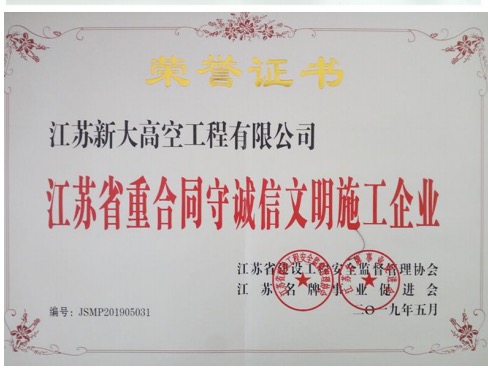 荣誉证书
江苏新大高空工程有限公司
江苏省重合同守诚信文明施工企业
江苏省建设工程安全监督管理协会
江苏名牌事业促进会
编号：JSMP201905031
二〇一九年五月